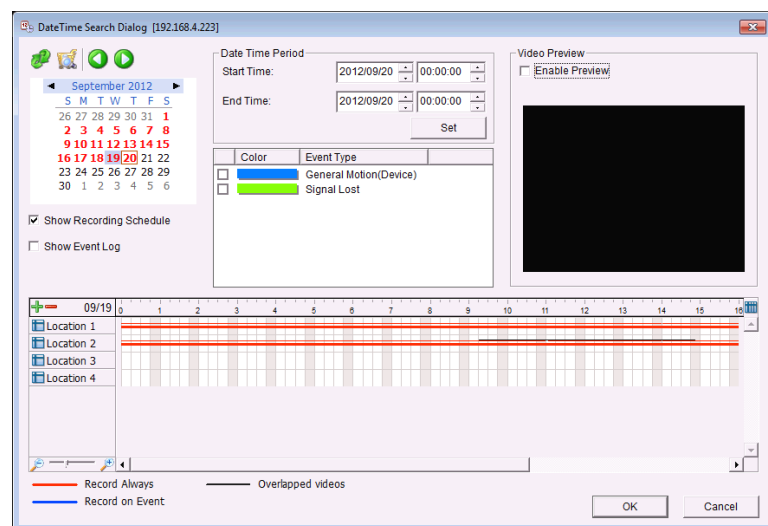 DateTime Search Dialog [192.168.4.223]
Date Time Period
Start Time: 2012/09/20 00:00:00
End Time: 2012/09/20 00:00:00
Set
Video Preview
Enable Preview
September 2012
S M T W T F S
26 27 28 29 30 31 1
2 3 4 5 6 7 8
9 10 11 12 13 14 15
16 17 18 19 20 21 22
23 24 25 26 27 28 29
30 1 2 3 4 5 6
Show Recording Schedule
Show Event Log
Color Event Type
General Motion(Device)
Signal Lost
09/19 0 1 2 3 4 5 6 7 8 9 10 11 12 13 14 15 16
Location 1
Location 2
Location 3
Location 4
Record Always
Overlapped videos
Record on Event
OK Cancel